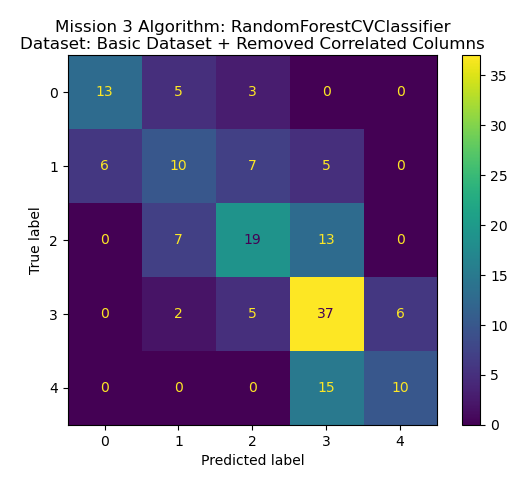 Mission 3 Algorithm: RandomForestCVClassifier
Dataset: Basic Dataset + Removed Correlated Columns
0 13 5 3 0 0
1 6 10 7 5 0
2 0 7 19 13 0
3 0 2 5 37 6
4 0 0 0 15 10
0 1 2 3 4
True label
Predicted label
35
30
25
20
15
10
5
0